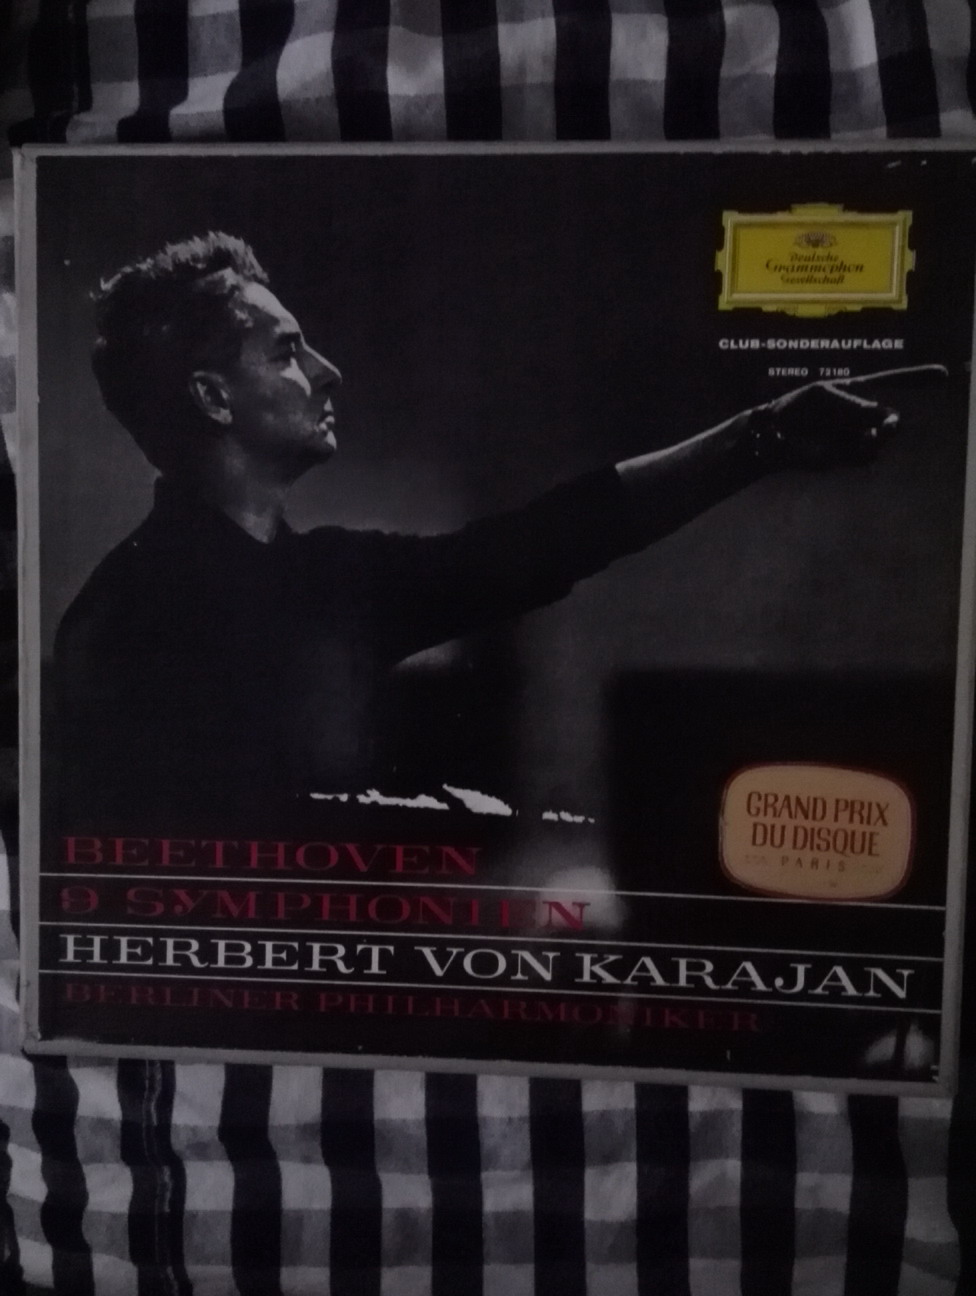 Deutsche
Grammophon
Gesellschaft
CLUB-SONDERAUFLAGE
STEREO 72180
GRAND PRIX
DU DISQUE
PARIS
BEETHOVEN
9 SYMPHONIEN
HERBERT VON KARAJAN
BERLINER PHILHARMONIKER